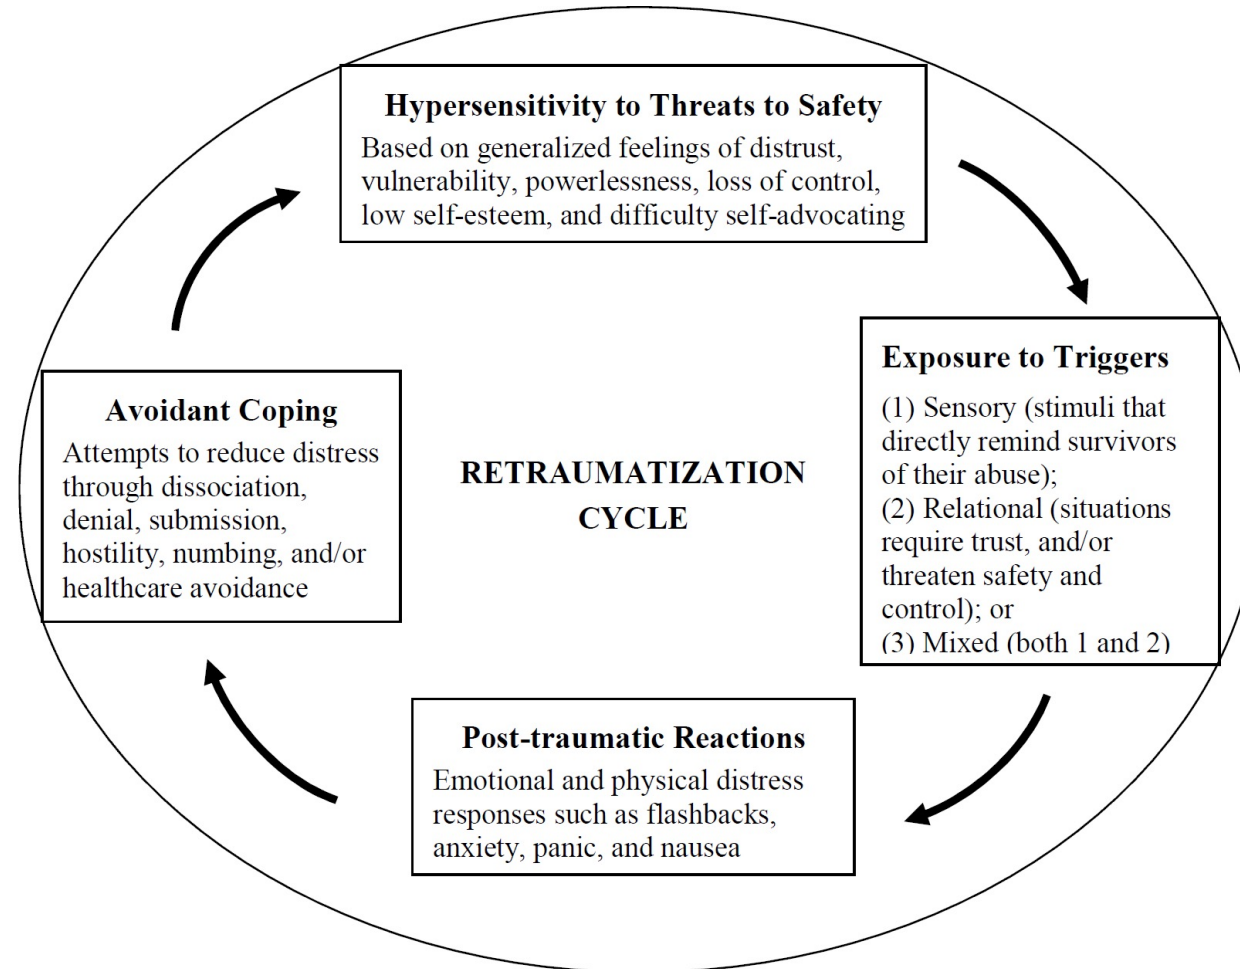 Hypersensitivity to Threats to Safety
Based on generalized feelings of distrust,
vulnerability, powerlessness, loss of control,
low self-esteem, and difficulty self-advocating
Exposure to Triggers
(1) Sensory (stimuli that
directly remind survivors
of their abuse);
(2) Relational (situations
require trust, and/or
threaten safety and
control); or
(3) Mixed (both 1 and 2)
Post-traumatic Reactions
Emotional and physical distress
responses such as flashbacks,
anxiety, panic, and nausea
Avoidant Coping
Attempts to reduce distress
through dissociation,
denial, submission,
hostility, numbing, and/or
healthcare avoidance
RETRAUMATIZATION
CYCLE